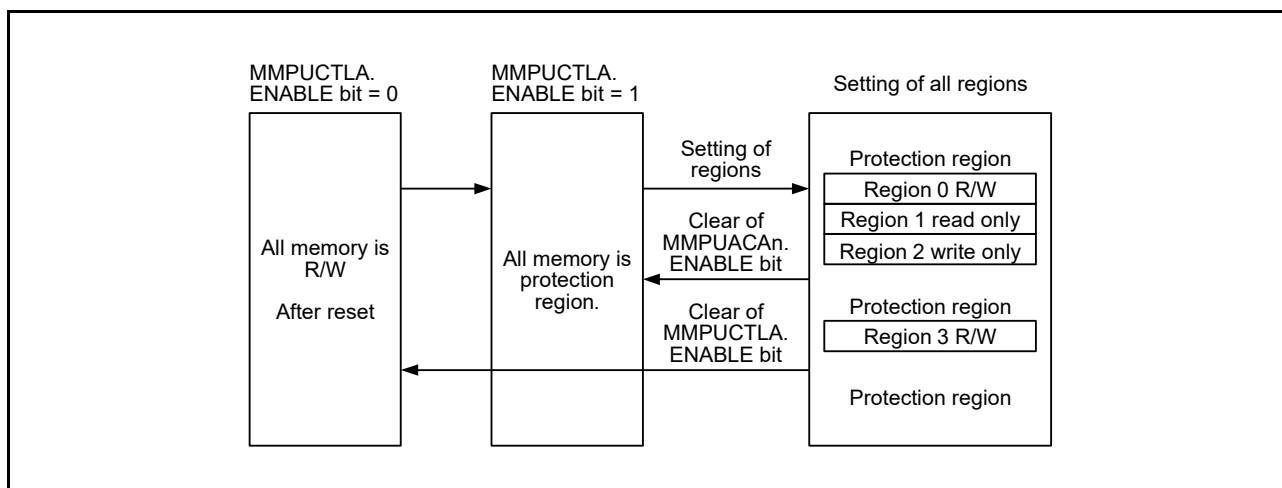 MMPUCTLA.
ENABLE bit = 0
MMPUCTLA.
ENABLE bit = 1
Setting of all regions
All memory is
R/W
After reset
All memory is
protection
region.
Setting of
regions
Clear of
MMPUACAn.
ENABLE bit
Clear of
MMPUCTLA.
ENABLE bit
Protection region
Region 0 R/W
Region 1 read only
Region 2 write only
Protection region
Region 3 R/W
Protection region